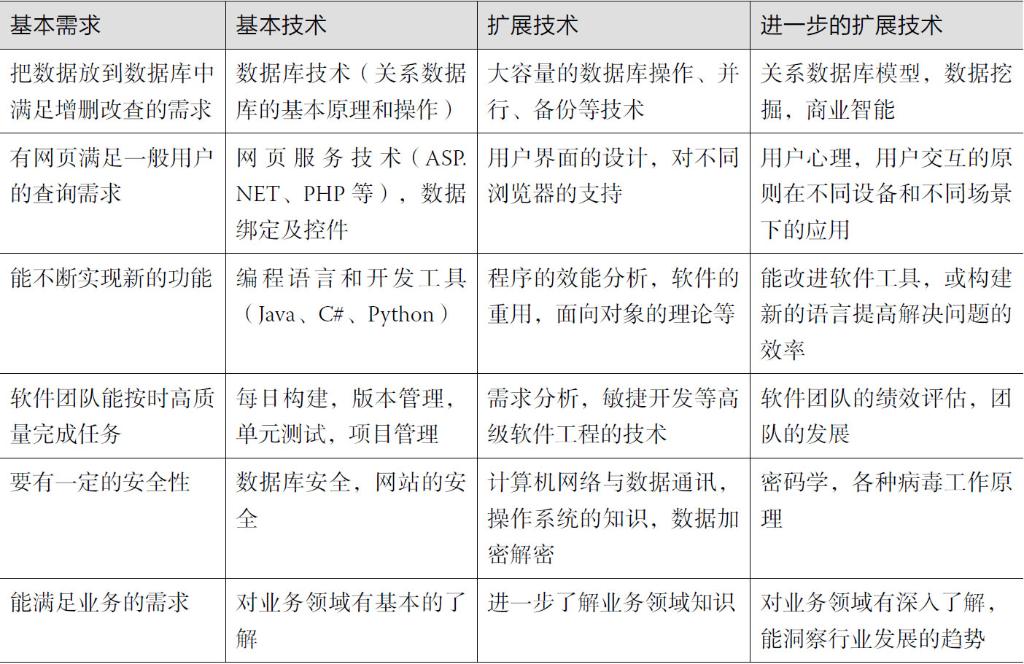 基本需求
基本技术
扩展技术
进一步的扩展技术
把数据放到数据库中
满足增删改查的需求
数据库技术（关系数据
库的基本原理和操作）
大容量的数据库操作、并
行、备份等技术
关系数据库模型，数据挖
掘，商业智能
有网页满足一般用户
的查询需求
网页服务技术（ASP.
NET、PHP 等），数据
绑定及控件
用户界面的设计，对不同
浏览器的支持
用户心理，用户交互的原
则在不同设备和不同场景
下的应用
能不断实现新的功能
编程语言和开发工具
（Java、C#、Python）
程序的效能分析，软件的
重用，面向对象的理论等
能改进软件工具，或构建
新的语言提高解决问题的
效率
软件团队能按时高质
量完成任务
每日构建，版本管理，
单元测试，项目管理
需求分析，敏捷开发等高
级软件工程的技术
软件团队的绩效评估，团
队的发展
要有一定的安全性
数据库安全，网站的安
全
计算机网络与数据通讯，
操作系统的知识，数据加
密解密
密码学，各种病毒工作原
理
能满足业务的需求
对业务领域有基本的了
解
进一步了解业务领域知识
对业务领域有深入了解，
能洞察行业发展的趋势